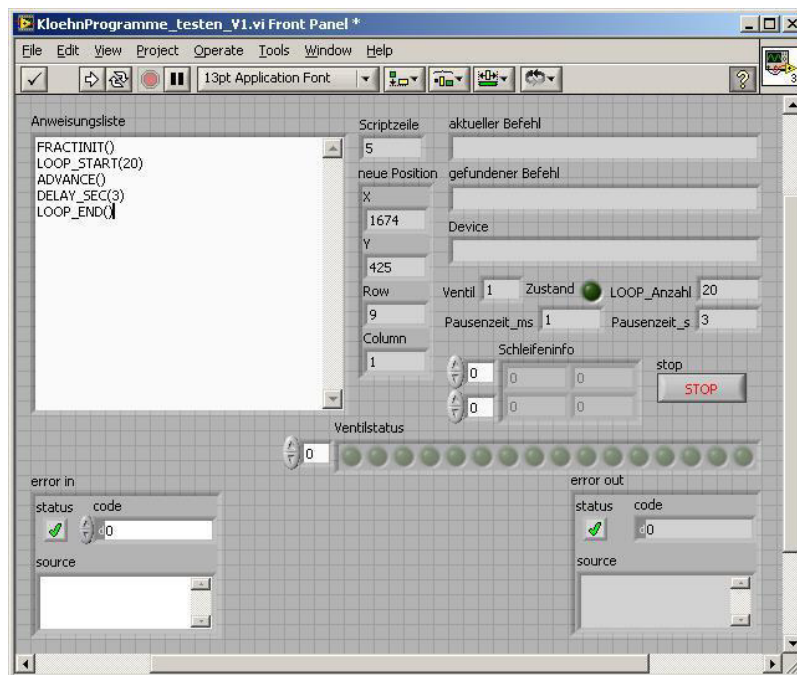 KloehnProgramme_testen_V1.vi Front Panel *
File Edit View Project Operate Tools Window Help
13pt Application Font
?
3
Anweisungsliste
FRACTINIT()
LOOP_START(20)
ADVANCE()
DELAY_SEC(3)
LOOP_END()
Scriptzeile
5
neue Position
X
1674
Y
425
Row
9
Column
1
aktueller Befehl
gefundener Befehl
Device
Ventil 1 Zustand LOOP_Anzahl 20
Pausenzeit_ms 1 Pausenzeit_s 3
Schleifeninfo
0 0 0
0 0 0
stop
STOP
Ventilstatus
0
error in
status code
d0
source
error out
status code
d0
source